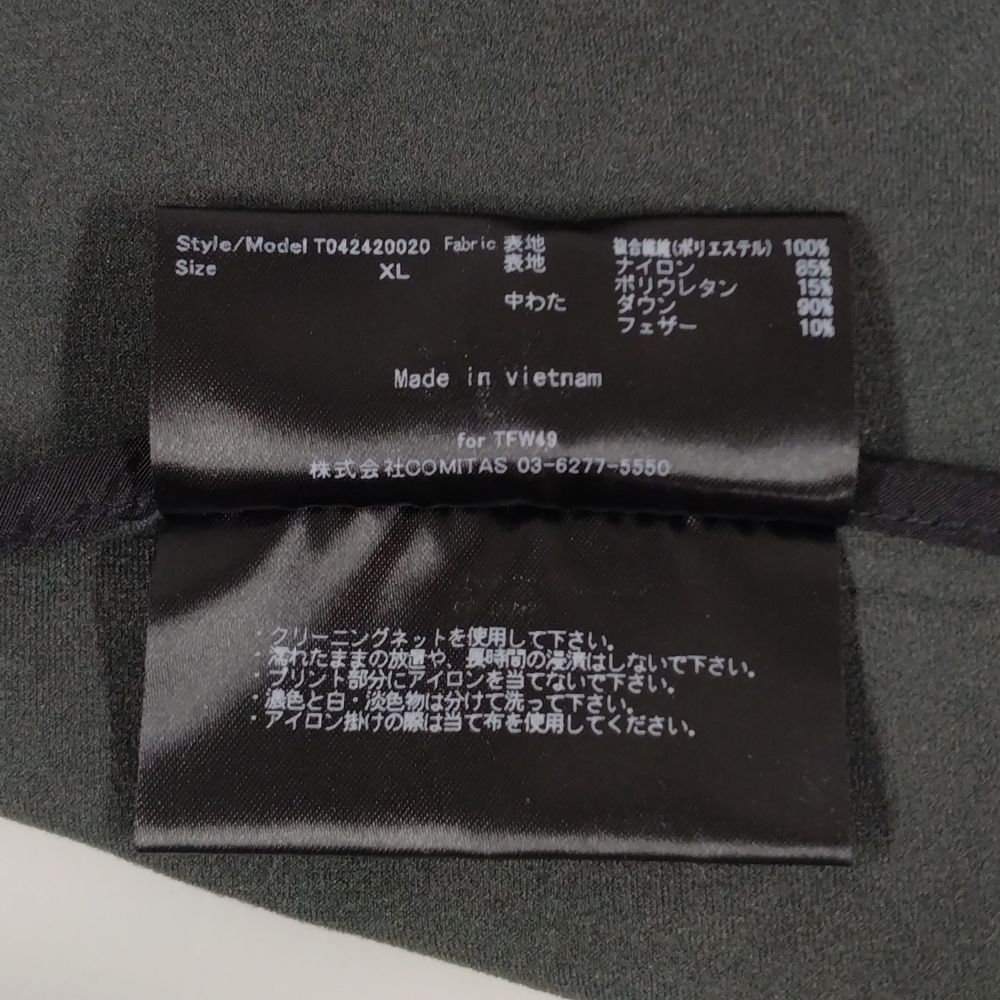 Style/Model T042420020 Fabric 表地 複合繊維(ポリエステル) 100%
Size XL 表地 ナイロン 85%
ポリウレタン 15%
中わた ダウン 90%
フェザー 10%
Made in vietnam
for TFW49
株式会社COMITAS 03-6277-5550
・クリーニングネットを使用して下さい。
・濡れたままの放置や、長時間の浸漬はしないで下さい。
・プリント部分にアイロンを当てないで下さい。
・濃色と白・淡色物は分けて洗って下さい。
・アイロン掛けの際は当て布を使用してください。